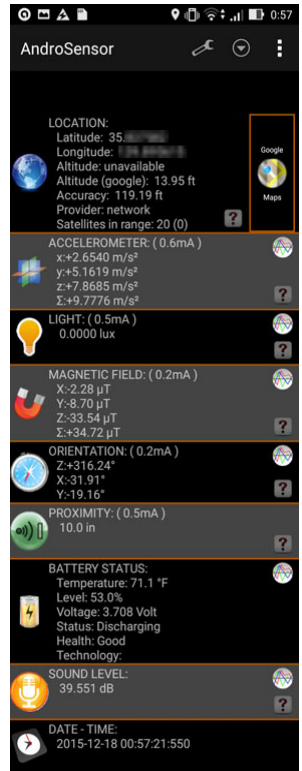 0:57
AndroSensor
LOCATION:
Latitude: 35.
Longitude:
Altitude: unavailable
Altitude (google): 13.95 ft
Accuracy: 119.19 ft
Provider: network
Satellites in range: 20 (0)
Google
Maps
?
ACCELEROMETER: ( 0.6mA )
x:+2.6540 m/s²
y:+5.1619 m/s²
z:+7.8685 m/s²
Σ:+9.7776 m/s²
?
LIGHT: ( 0.5mA )
0.0000 lux
?
MAGNETIC FIELD: ( 0.2mA )
X:-2.28 μT
Y:-8.70 μT
Z:-33.54 μT
Σ:+34.72 μT
?
ORIENTATION: ( 0.2mA )
Z:+316.24°
X:-31.91°
Y:-19.16°
?
PROXIMITY: ( 0.5mA )
10.0 in
?
BATTERY STATUS:
Temperature: 71.1 °F
Level: 53.0%
Voltage: 3.708 Volt
Status: Discharging
Health: Good
Technology:
SOUND LEVEL:
39.551 dB
?
DATE - TIME:
2015-12-18 00:57:21:550